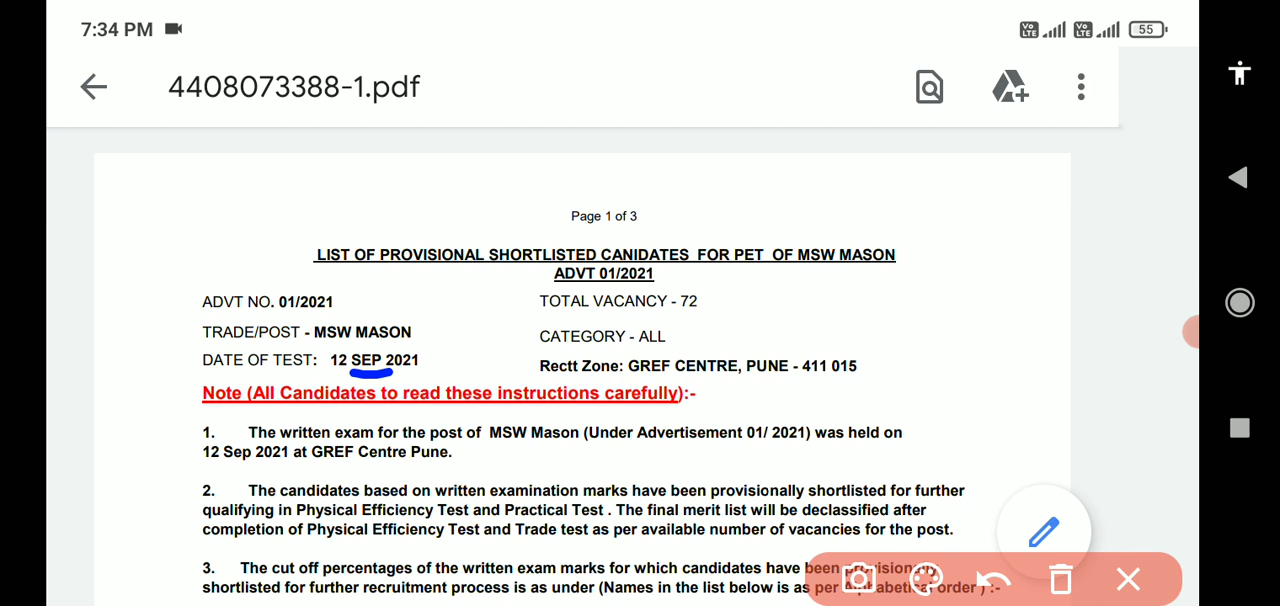 7:34 PM
Vo LTE Vo LTE 55
4408073388-1.pdf
Page 1 of 3
LIST OF PROVISIONAL SHORTLISTED CANIDATES FOR PET OF MSW MASON
ADVT 01/2021
ADVT NO. 01/2021
TOTAL VACANCY - 72
TRADE/POST - MSW MASON
CATEGORY - ALL
DATE OF TEST: 12 SEP 2021
Rectt Zone: GREF CENTRE, PUNE - 411 015
Note (All Candidates to read these instructions carefully):-
1. The written exam for the post of MSW Mason (Under Advertisement 01/ 2021) was held on
12 Sep 2021 at GREF Centre Pune.
2. The candidates based on written examination marks have been provisionally shortlisted for further
qualifying in Physical Efficiency Test and Practical Test . The final merit list will be declassified after
completion of Physical Efficiency Test and Trade test as per available number of vacancies for the post.
3. The cut off percentages of the written exam marks for which candidates have been provisionally
shortlisted for further recruitment process is as under (Names in the list below is as per Alphabetical order ) :-